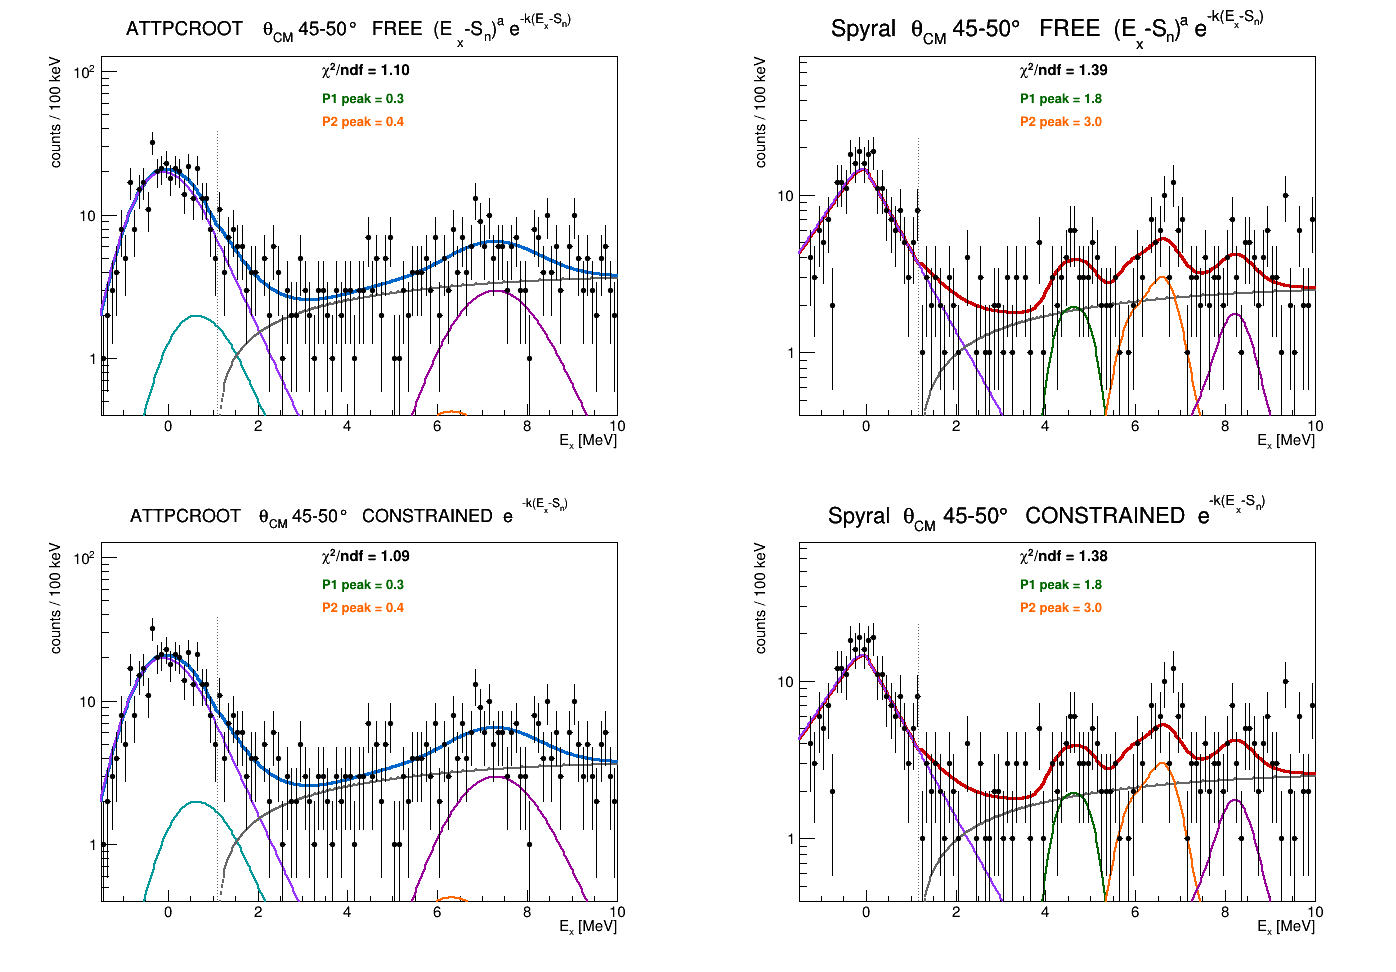 ATTPCROOT θCM 45-50° FREE (Ex-Sn)^a e^-k(Ex-Sn)
counts / 100 keV
χ²/ndf = 1.10
P1 peak = 0.3
P2 peak = 0.4
10²
10
1
0 2 4 6 8 10
Ex [MeV]
Spyral θCM 45-50° FREE (Ex-Sn)^a e^-k(Ex-Sn)
counts / 100 keV
χ²/ndf = 1.39
P1 peak = 1.8
P2 peak = 3.0
10
1
0 2 4 6 8 10
Ex [MeV]
ATTPCROOT θCM 45-50° CONSTRAINED e^-k(Ex-Sn)
counts / 100 keV
χ²/ndf = 1.09
P1 peak = 0.3
P2 peak = 0.4
10²
10
1
0 2 4 6 8 10
Ex [MeV]
Spyral θCM 45-50° CONSTRAINED e^-k(Ex-Sn)
counts / 100 keV
χ²/ndf = 1.38
P1 peak = 1.8
P2 peak = 3.0
10
1
0 2 4 6 8 10
Ex [MeV]